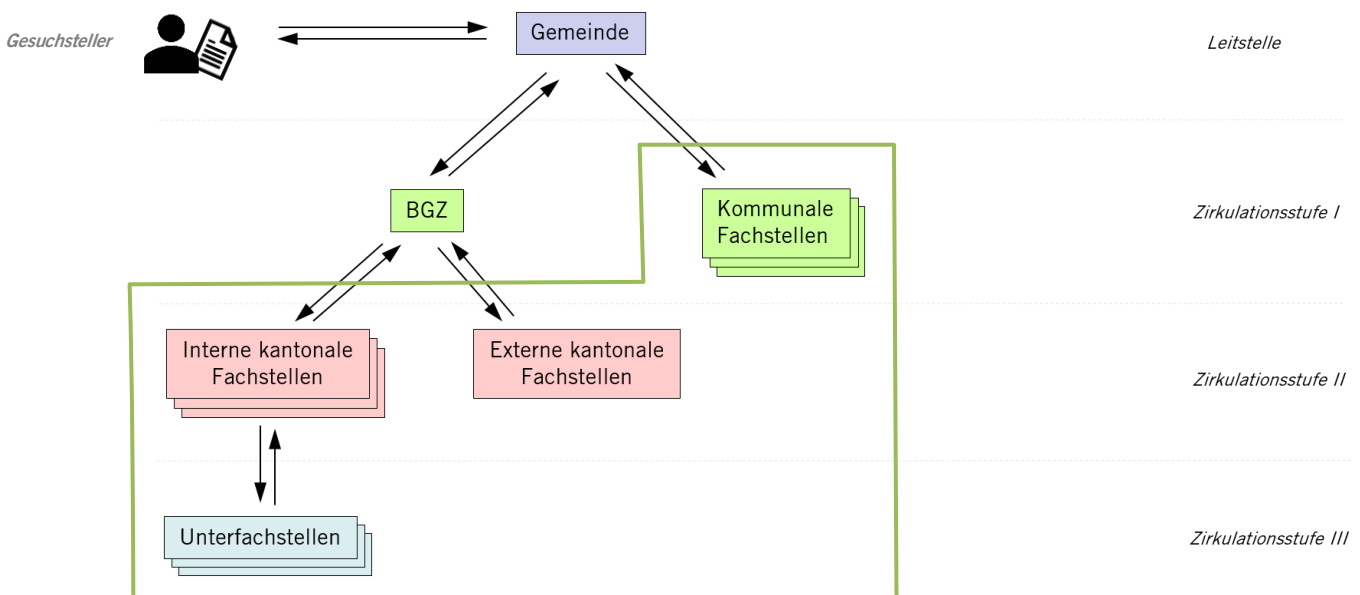 Gesuchsteller
Gemeinde
Leitstelle
BGZ
Kommunale
Fachstellen
Zirkulationsstufe I
Interne kantonale
Fachstellen
Externe kantonale
Fachstellen
Zirkulationsstufe II
Unterfachstellen
Zirkulationsstufe III